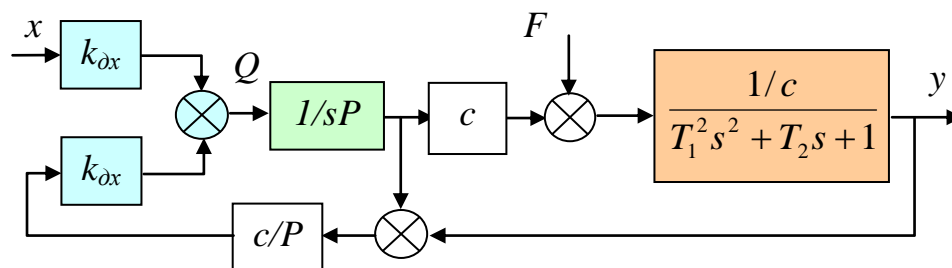 x
k∂x
Q
1/sP
c
F
1/c
T₁²s² + T₂s + 1
y
k∂x
c/P